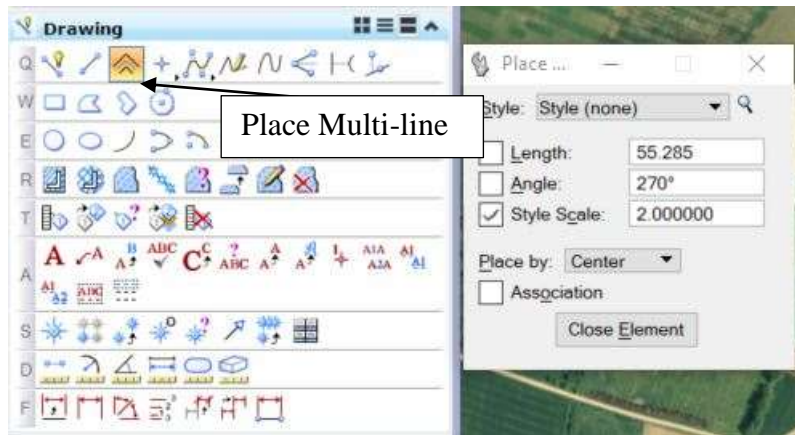 Drawing
Q
W
E
R
T
A
S
D
F
Place Multi-line
Place ...
Style: Style (none)
Length: 55.285
Angle: 270°
Style Scale: 2.000000
Place by: Center
Association
Close Element